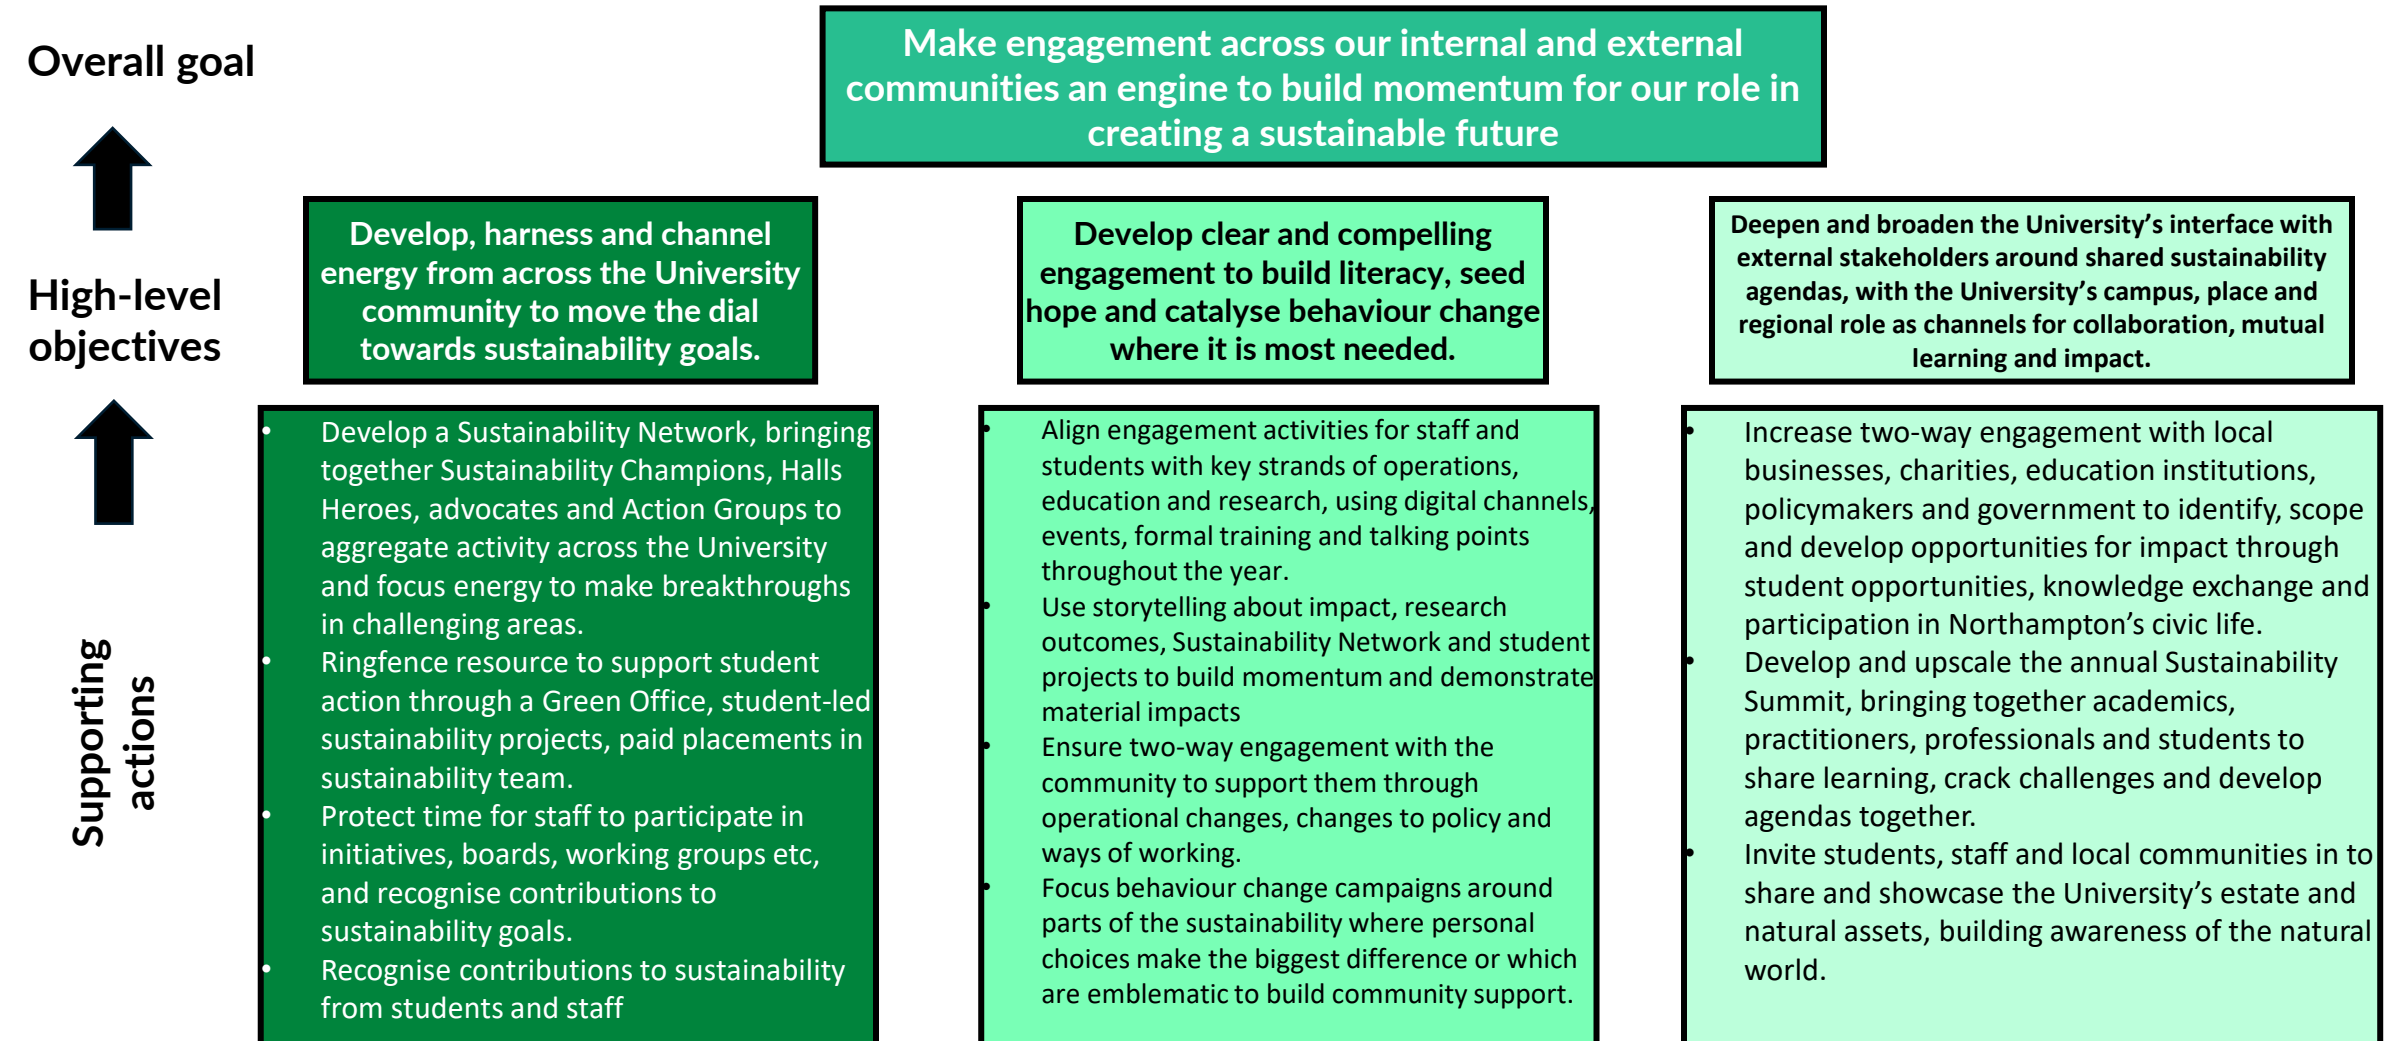 Overall goal
Make engagement across our internal and external
communities an engine to build momentum for our role in
creating a sustainable future
High-level
objectives
Develop, harness and channel
energy from across the University
community to move the dial
towards sustainability goals.
Develop clear and compelling
engagement to build literacy, seed
hope and catalyse behaviour change
where it is most needed.
Deepen and broaden the University’s interface with
external stakeholders around shared sustainability
agendas, with the University’s campus, place and
regional role as channels for collaboration, mutual
learning and impact.
Supporting
actions
• Develop a Sustainability Network, bringing
together Sustainability Champions, Halls
Heroes, advocates and Action Groups to
aggregate activity across the University
and focus energy to make breakthroughs
in challenging areas.
• Ringfence resource to support student
action through a Green Office, student-led
sustainability projects, paid placements in
sustainability team.
• Protect time for staff to participate in
initiatives, boards, working groups etc,
and recognise contributions to
sustainability goals.
• Recognise contributions to sustainability
from students and staff
• Align engagement activities for staff and
students with key strands of operations,
education and research, using digital channels,
events, formal training and talking points
throughout the year.
• Use storytelling about impact, research
outcomes, Sustainability Network and student
projects to build momentum and demonstrate
material impacts
• Ensure two-way engagement with the
community to support them through
operational changes, changes to policy and
ways of working.
• Focus behaviour change campaigns around
parts of the sustainability where personal
choices make the biggest difference or which
are emblematic to build community support.
• Increase two-way engagement with local
businesses, charities, education institutions,
policymakers and government to identify, scope
and develop opportunities for impact through
student opportunities, knowledge exchange and
participation in Northampton’s civic life.
• Develop and upscale the annual Sustainability
Summit, bringing together academics,
practitioners, professionals and students to
share learning, crack challenges and develop
agendas together.
• Invite students, staff and local communities in to
share and showcase the University’s estate and
natural assets, building awareness of the natural
world.